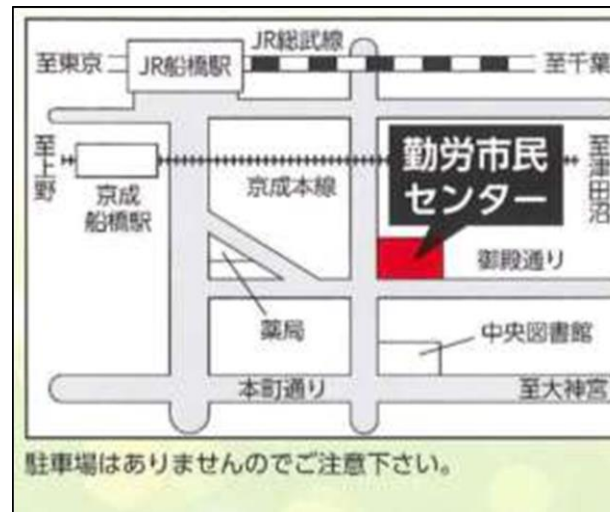 JR総武線
至東京
JR船橋駅
至千葉
至上野
京成
船橋駅
京成本線
勤労市民
センター
至津田沼
御殿通り
薬局
中央図書館
本町通り
至大神宮
駐車場はありませんのでご注意下さい。